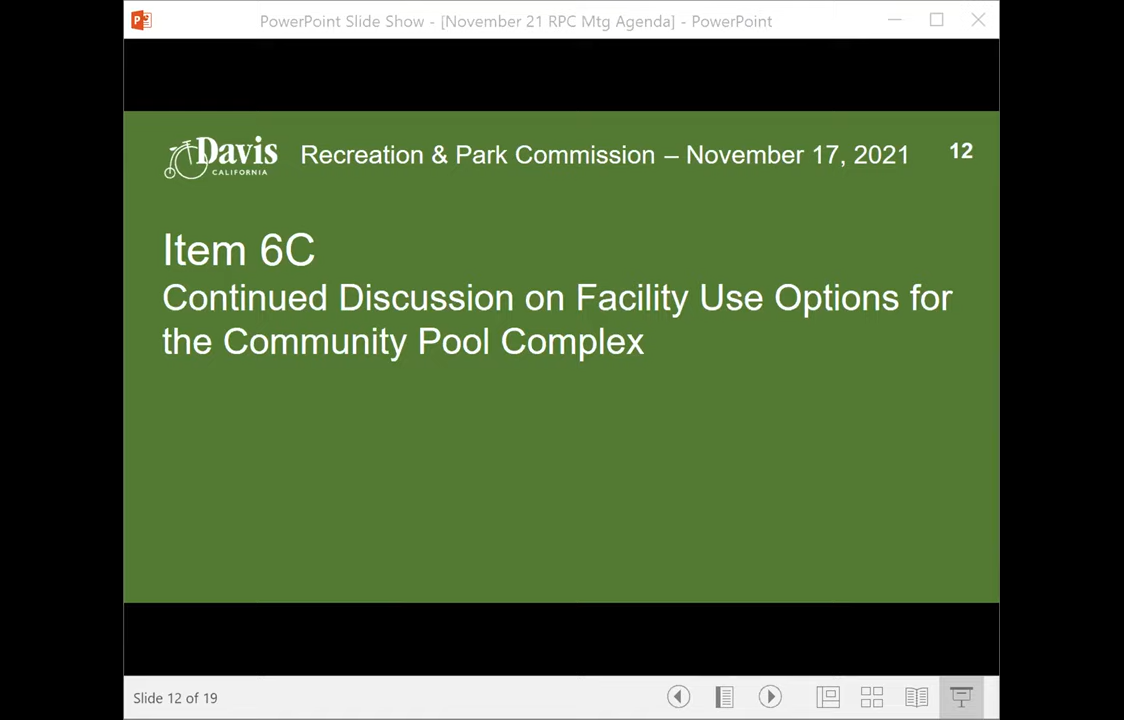 PowerPoint Slide Show - [November 21 RPC Mtg Agenda] - PowerPoint
Davis
CALIFORNIA
Recreation & Park Commission – November 17, 2021
12
Item 6C
Continued Discussion on Facility Use Options for
the Community Pool Complex
Slide 12 of 19